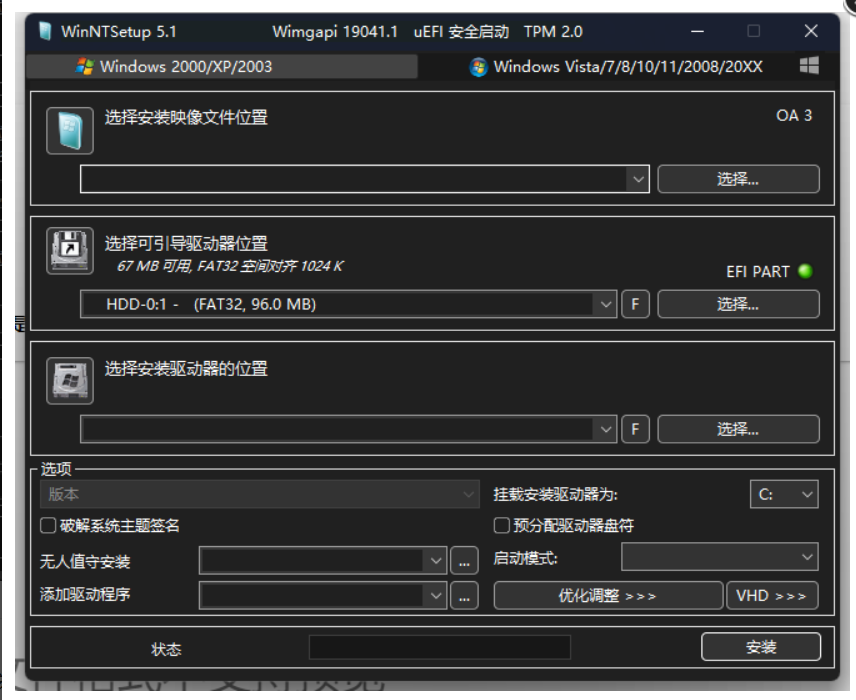 WinNTSetup 5.1 Wimgapi 19041.1 uEFI 安全启动 TPM 2.0
Windows 2000/XP/2003 Windows Vista/7/8/10/11/2008/20XX
选择安装映像文件位置 OA 3
选择...
选择可引导驱动器位置
67 MB 可用, FAT32 空间对齐 1024 K
EFI PART
HDD-0:1 - (FAT32, 96.0 MB) F 选择...
选择安装驱动器的位置
F 选择...
选项
版本 挂载安装驱动器为: C:
破解系统主题签名 预分配驱动器盘符
无人值守安装 ... 启动模式:
添加驱动程序 ... 优化调整 >>> VHD >>>
状态 安装